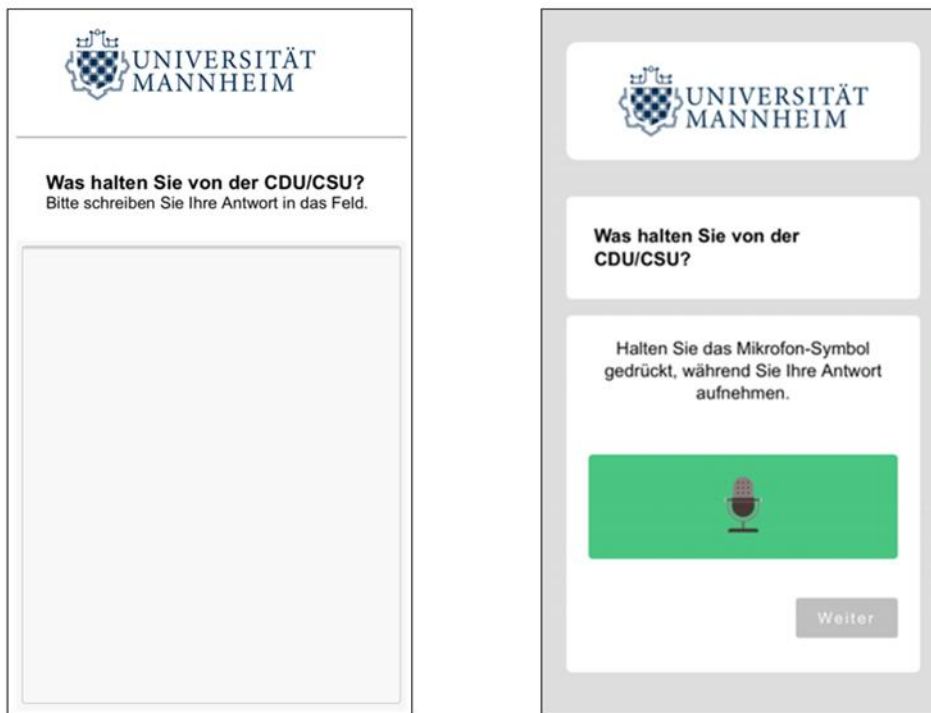 UNIVERSITÄT
MANNHEIM
Was halten Sie von der CDU/CSU?
Bitte schreiben Sie Ihre Antwort in das Feld.
UNIVERSITÄT
MANNHEIM
Was halten Sie von der
CDU/CSU?
Halten Sie das Mikrofon-Symbol
gedrückt, während Sie Ihre Antwort
aufnehmen.
Weiter